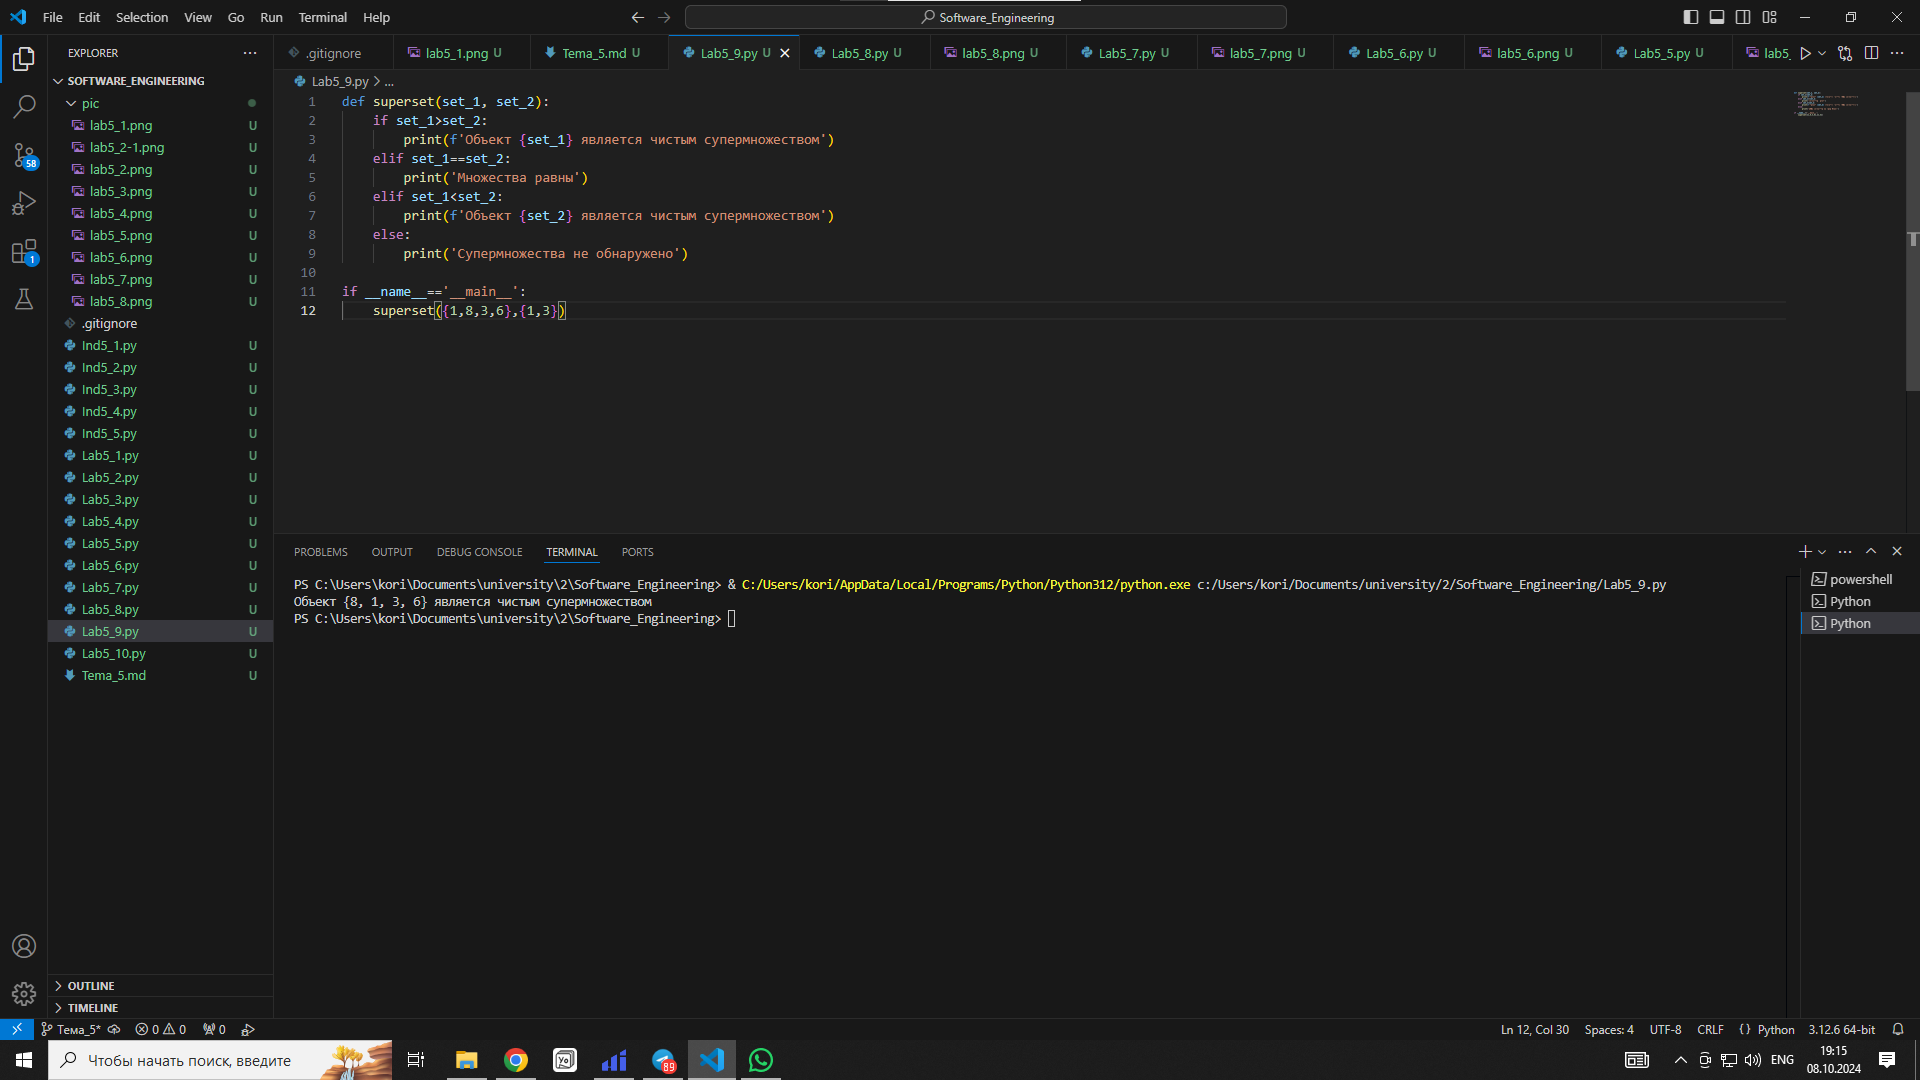 File Edit Selection View Go Run Terminal Help
Software_Engineering
EXPLORER
SOFTWARE_ENGINEERING
pic
lab5_1.png U
lab5_2-1.png U
lab5_2.png U
lab5_3.png U
lab5_4.png U
lab5_5.png U
lab5_6.png U
lab5_7.png U
lab5_8.png U
.gitignore
Ind5_1.py U
Ind5_2.py U
Ind5_3.py U
Ind5_4.py U
Ind5_5.py U
Lab5_1.py U
Lab5_2.py U
Lab5_3.py U
Lab5_4.py U
Lab5_5.py U
Lab5_6.py U
Lab5_7.py U
Lab5_8.py U
Lab5_9.py U
Lab5_10.py U
Tema_5.md U
OUTLINE
TIMELINE
58
1
.gitignore lab5_1.png U Tema_5.md U Lab5_9.py U Lab5_8.py U lab5_8.png U Lab5_7.py U lab5_7.png U Lab5_6.py U lab5_6.png U Lab5_5.py U lab5
Lab5_9.py > ...
1 def superset(set_1, set_2):
2 if set_1>set_2:
3 print(f'Объект {set_1} является чистым супермножеством')
4 elif set_1==set_2:
5 print('Множества равны')
6 elif set_1<set_2:
7 print(f'Объект {set_2} является чистым супермножеством')
8 else:
9 print('Супермножества не обнаружено')
10
11 if __name__=='__main__':
12 superset({1,8,3,6},{1,3})
PROBLEMS OUTPUT DEBUG CONSOLE TERMINAL PORTS
PS C:\Users\kori\Documents\university\2\Software_Engineering> & C:/Users/kori/AppData/Local/Programs/Python/Python312/python.exe c:/Users/kori/Documents/university/2/Software_Engineering/Lab5_9.py
Объект {8, 1, 3, 6} является чистым супермножеством
PS C:\Users\kori\Documents\university\2\Software_Engineering>
powershell
Python
Python
Тема_5* 0 0 0
Ln 12, Col 30 Spaces: 4 UTF-8 CRLF {} Python 3.12.6 64-bit
Чтобы начать поиск, введите
89
ENG
19:15
08.10.2024